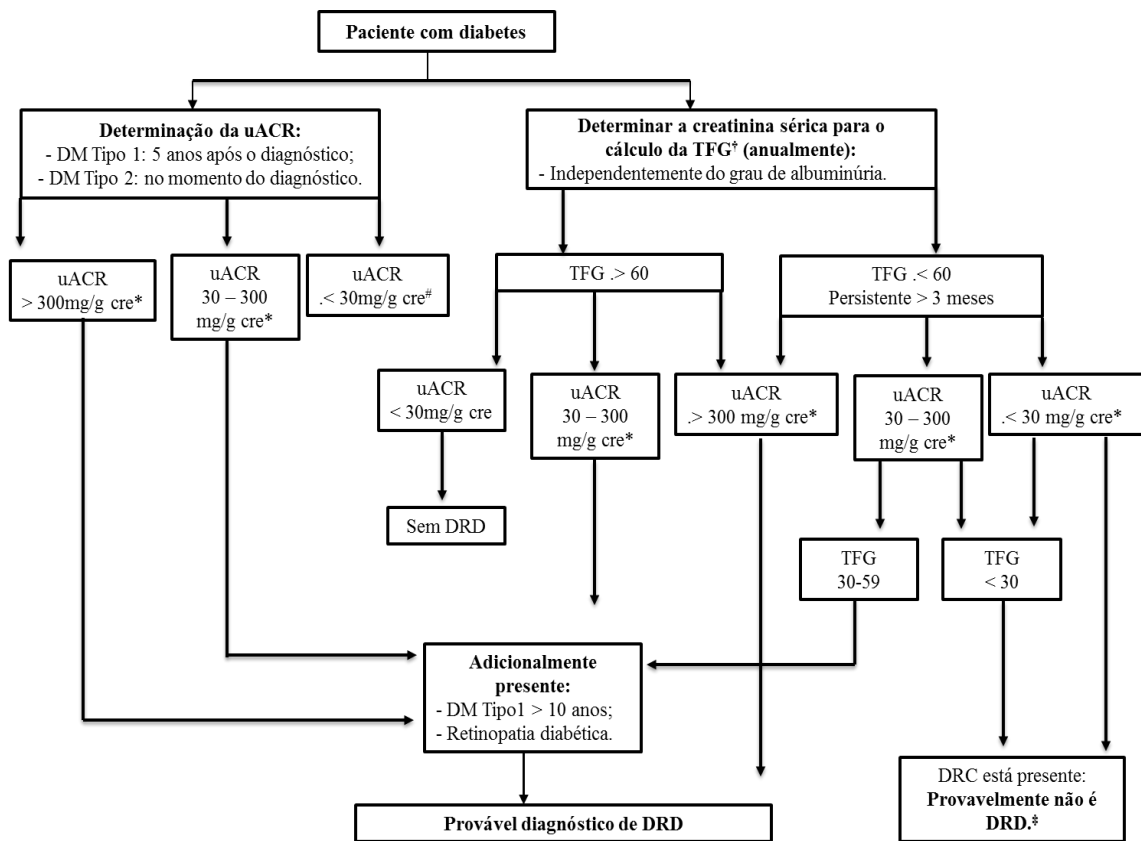 Paciente com diabetes
Determinação da uACR:
- DM Tipo 1: 5 anos após o diagnóstico;
- DM Tipo 2: no momento do diagnóstico.
Determinar a creatinina sérica para o
cálculo da TFG† (anualmente):
- Independentemente do grau de albuminúria.
uACR
> 300mg/g cre*
uACR
30 – 300
mg/g cre*
uACR
.< 30mg/g cre#
TFG .> 60
TFG .< 60
Persistente > 3 meses
uACR
< 30mg/g cre
uACR
30 – 300
mg/g cre*
uACR
.> 300 mg/g cre*
uACR
30 – 300
mg/g cre*
uACR
.< 30 mg/g cre*
Sem DRD
TFG
30-59
TFG
< 30
Adicionalmente
presente:
- DM Tipo1 > 10 anos;
- Retinopatia diabética.
DRC está presente:
Provavelmente não é
DRD.‡
Provável diagnóstico de DRD